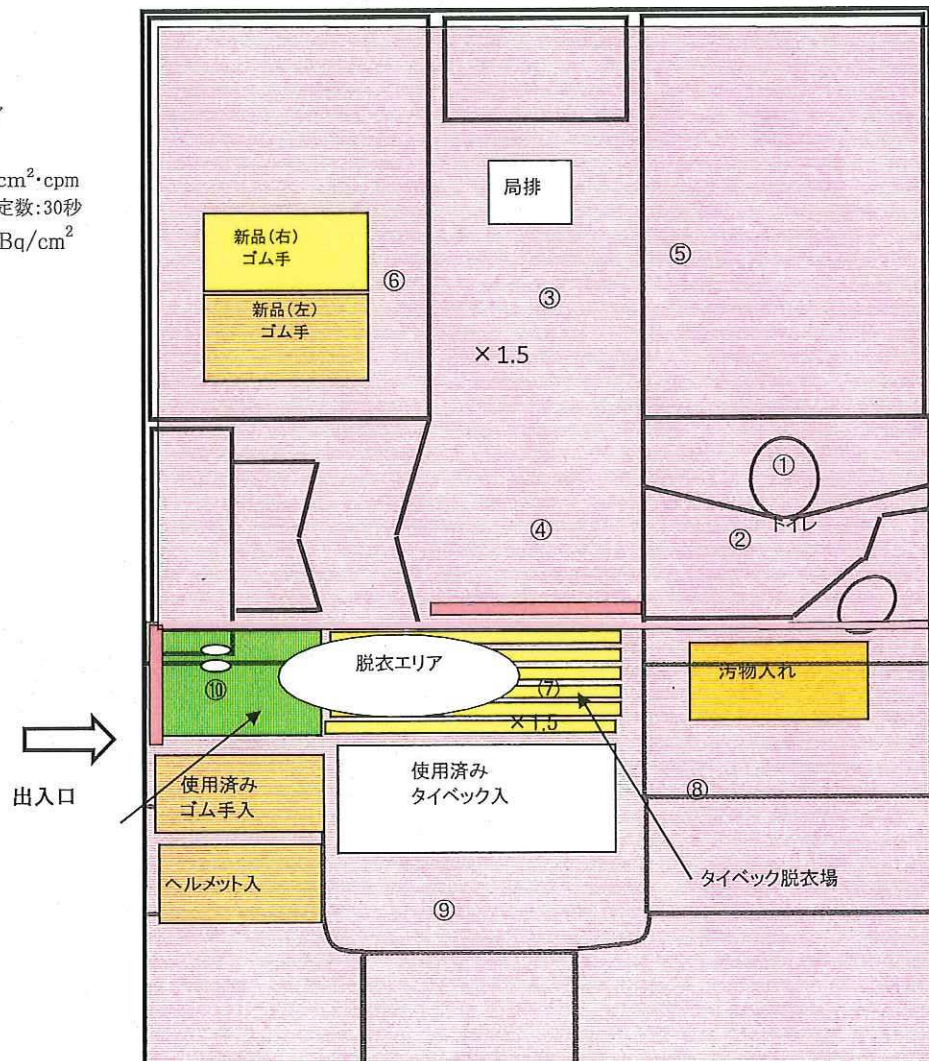 cm²・cpm
定数:30秒
Bq/cm²
局排
新品(右)
ゴム手
新品(左)
ゴム手
⑥
③
⑤
×1.5
①
トイレ
②
④
脱衣エリア
⑩
(7)
×1.5
汚物入れ
出入口
使用済み
ゴム手入
使用済み
タイベック入
⑧
ヘルメット入
タイベック脱衣場
⑨